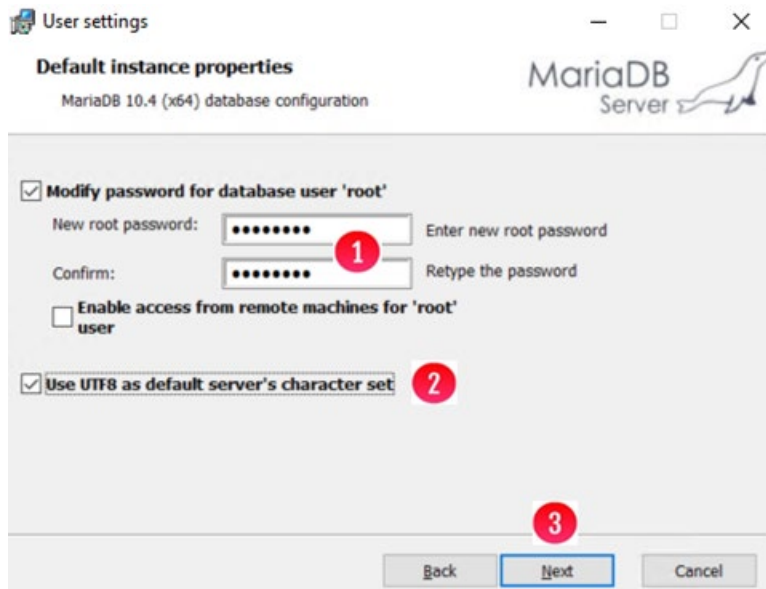 User settings
Default instance properties
MariaDB 10.4 (x64) database configuration
MariaDB
Server
Modify password for database user 'root'
New root password: ●●●●●●●● Enter new root password
1
Confirm: ●●●●●●●● Retype the password
Enable access from remote machines for 'root'
user
Use UTF8 as default server's character set 2
3
Back Next Cancel